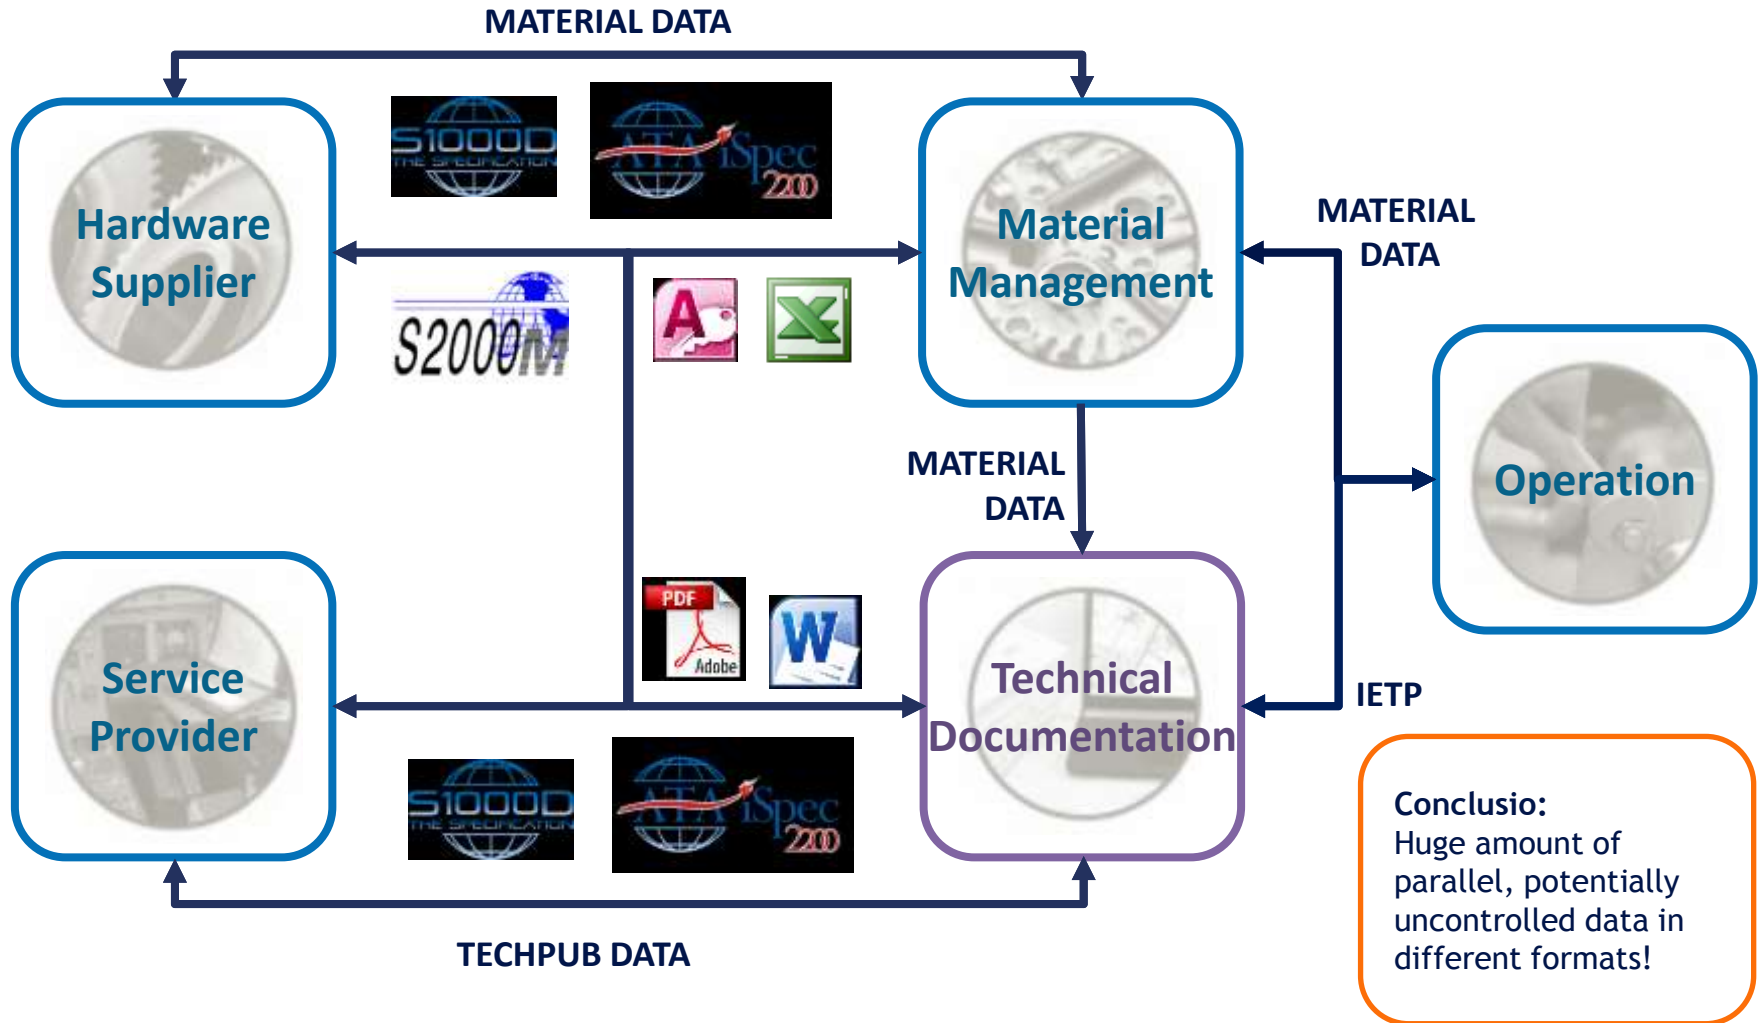 MATERIAL DATA
S1000D
THE SPECIFICATION
ATA iSpec
2200
Hardware
Supplier
Material
Management
MATERIAL
DATA
S2000M
A
X
MATERIAL
DATA
Operation
PDF
Adobe
W
Service
Provider
Technical
Documentation
IETP
S1000D
THE SPECIFICATION
ATA iSpec
2200
TECHPUB DATA
Conclusio:
Huge amount of
parallel, potentially
uncontrolled data in
different formats!